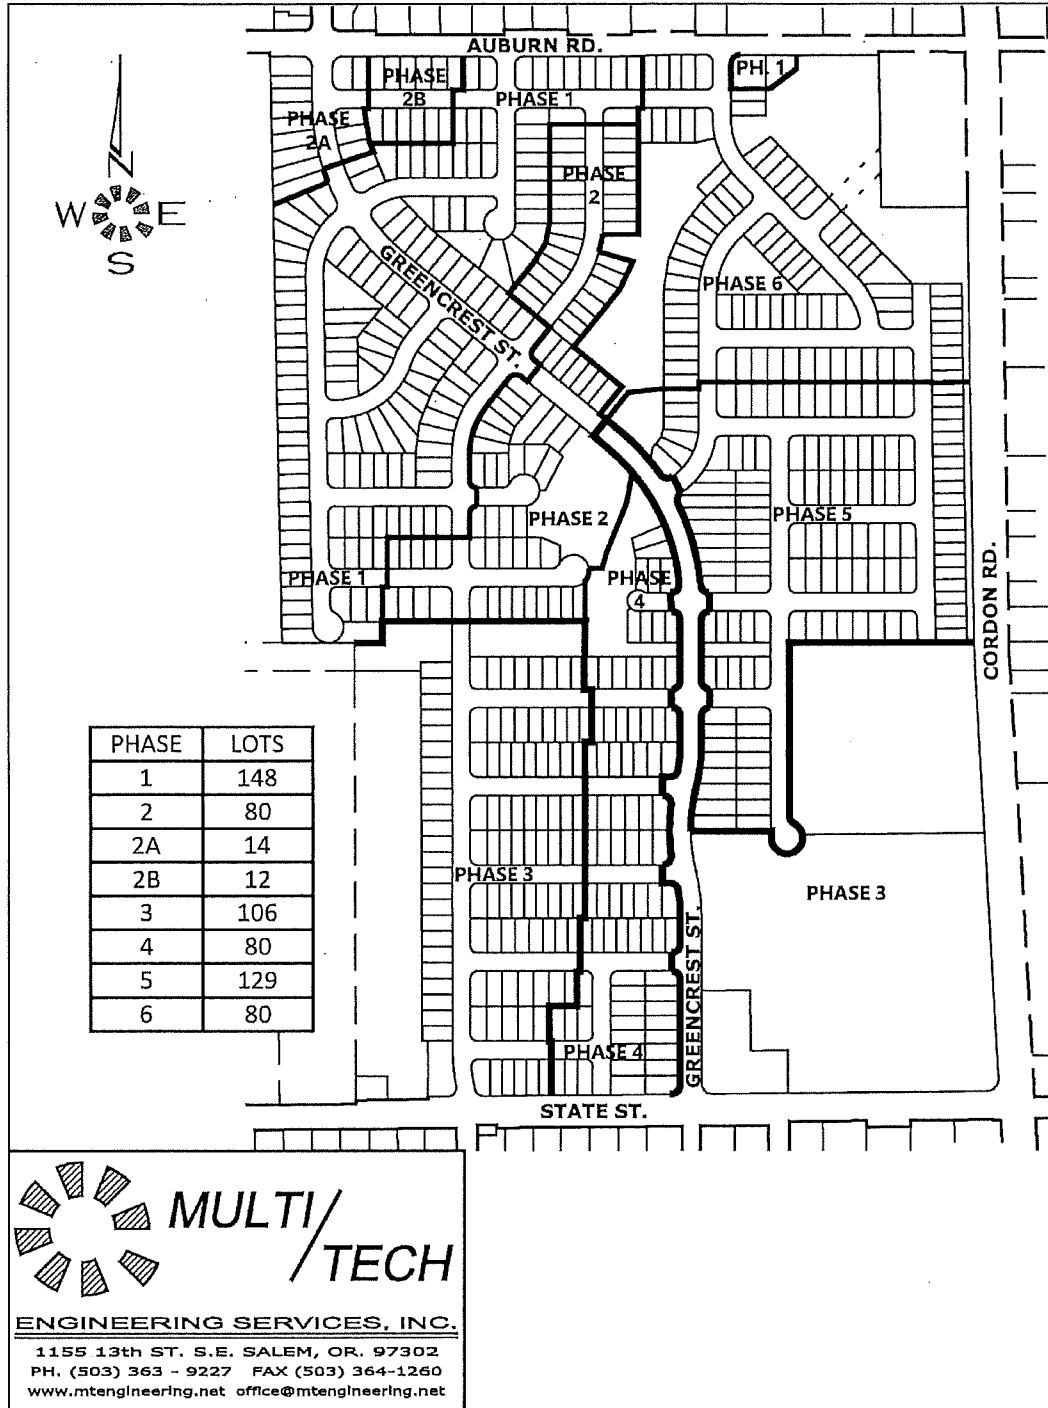 AUBURN RD.
PHASE
2B
PH. 1
PHASE 1
PHASE
2A
PHASE
2
N
W E
S
GREENCREST ST.
PHASE 6
PHASE 5
PHASE 2
PHASE 1
PHASE
4
CORDON RD.
PHASE LOTS
1 148
2 80
2A 14
2B 12
3 106
4 80
5 129
6 80
PHASE 3
PHASE 3
GREENCREST ST.
PHASE 4
STATE ST.
MULTI/
TECH
ENGINEERING SERVICES, INC.
1155 13th ST. S.E. SALEM, OR. 97302
PH. (503) 363 - 9227 FAX (503) 364-1260
www.mtengineering.net office@mtengineering.net